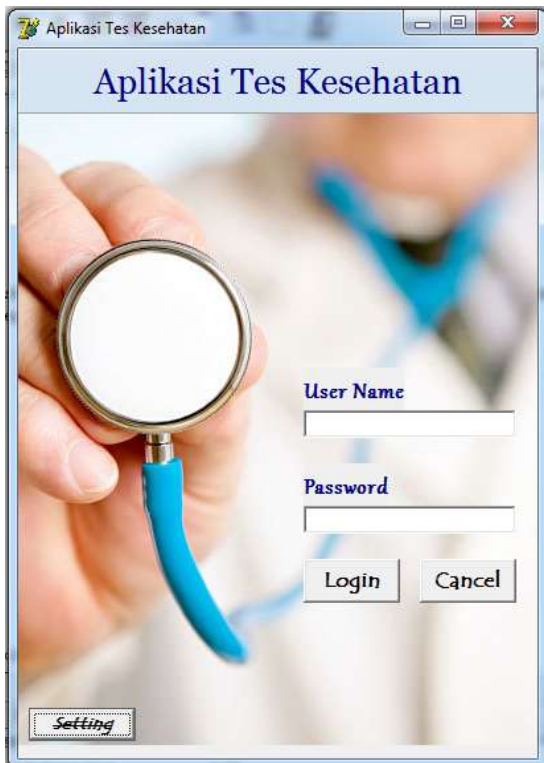 Aplikasi Tes Kesehatan
Aplikasi Tes Kesehatan
User Name
Password
Login Cancel
Setting